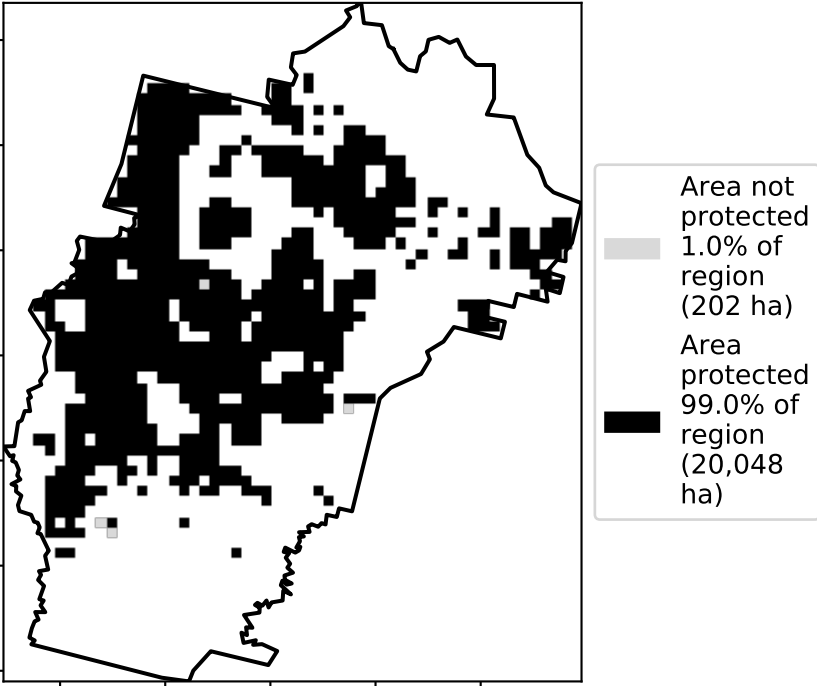 Area not
protected
1.0% of
region
(202 ha)
Area
protected
99.0% of
region
(20,048
ha)